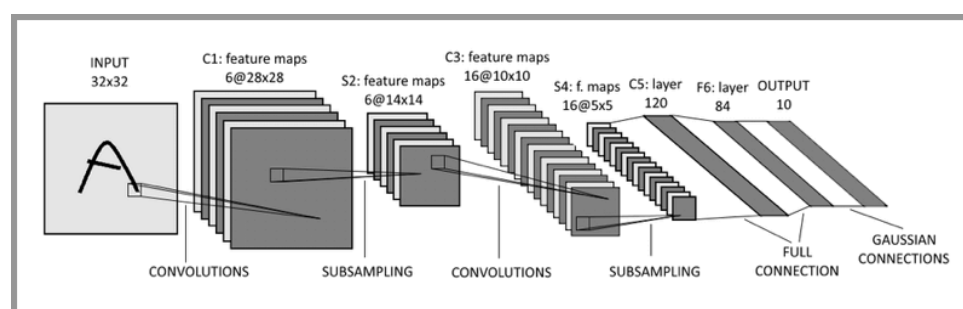 INPUT
32x32
C1: feature maps
6@28x28
S2: feature maps
6@14x14
C3: feature maps
16@10x10
S4: f. maps
16@5x5
C5: layer
120
F6: layer
84
OUTPUT
10
A
CONVOLUTIONS
SUBSAMPLING
CONVOLUTIONS
SUBSAMPLING
FULL
CONNECTION
GAUSSIAN
CONNECTIONS